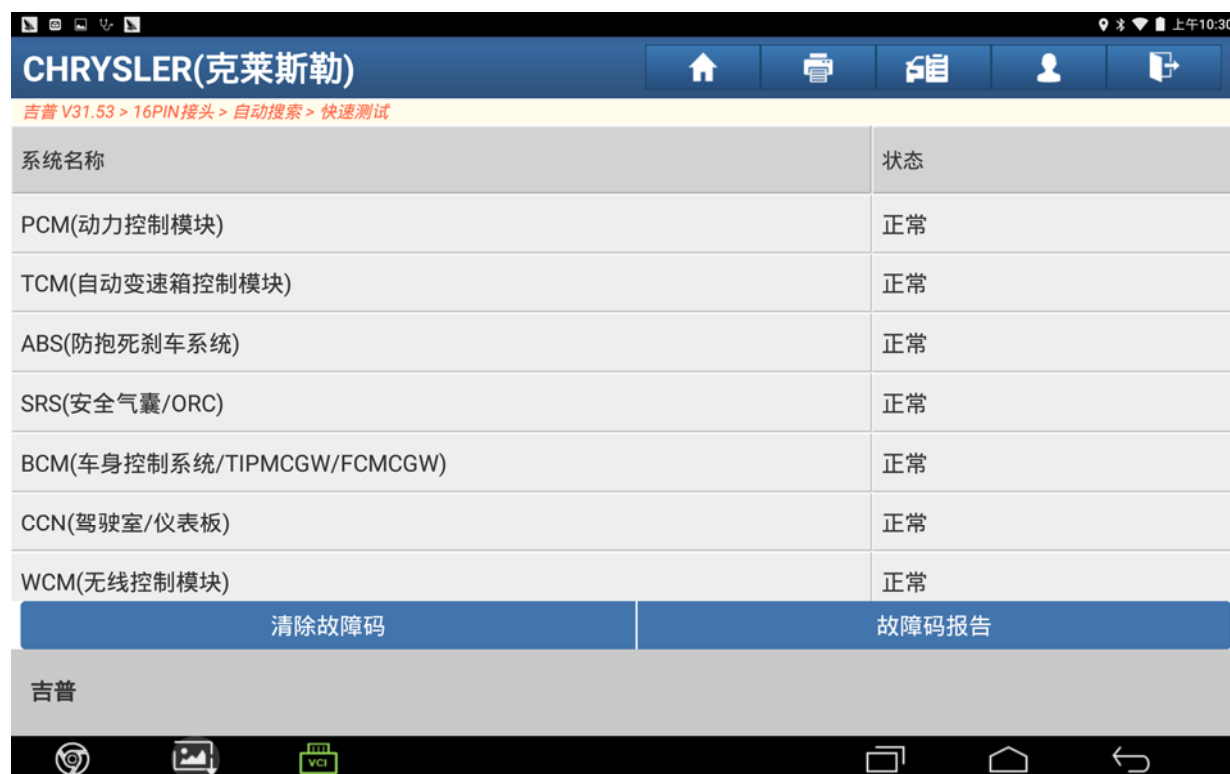 上午10:30
CHRYSLER(克莱斯勒)
吉普 V31.53 > 16PIN接头 > 自动搜索 > 快速测试
系统名称 状态
PCM(动力控制模块) 正常
TCM(自动变速箱控制模块) 正常
ABS(防抱死刹车系统) 正常
SRS(安全气囊/ORC) 正常
BCM(车身控制系统/TIPMCGW/FCMCGW) 正常
CCN(驾驶室/仪表板) 正常
WCM(无线控制模块) 正常
清除故障码 故障码报告
吉普
VCI